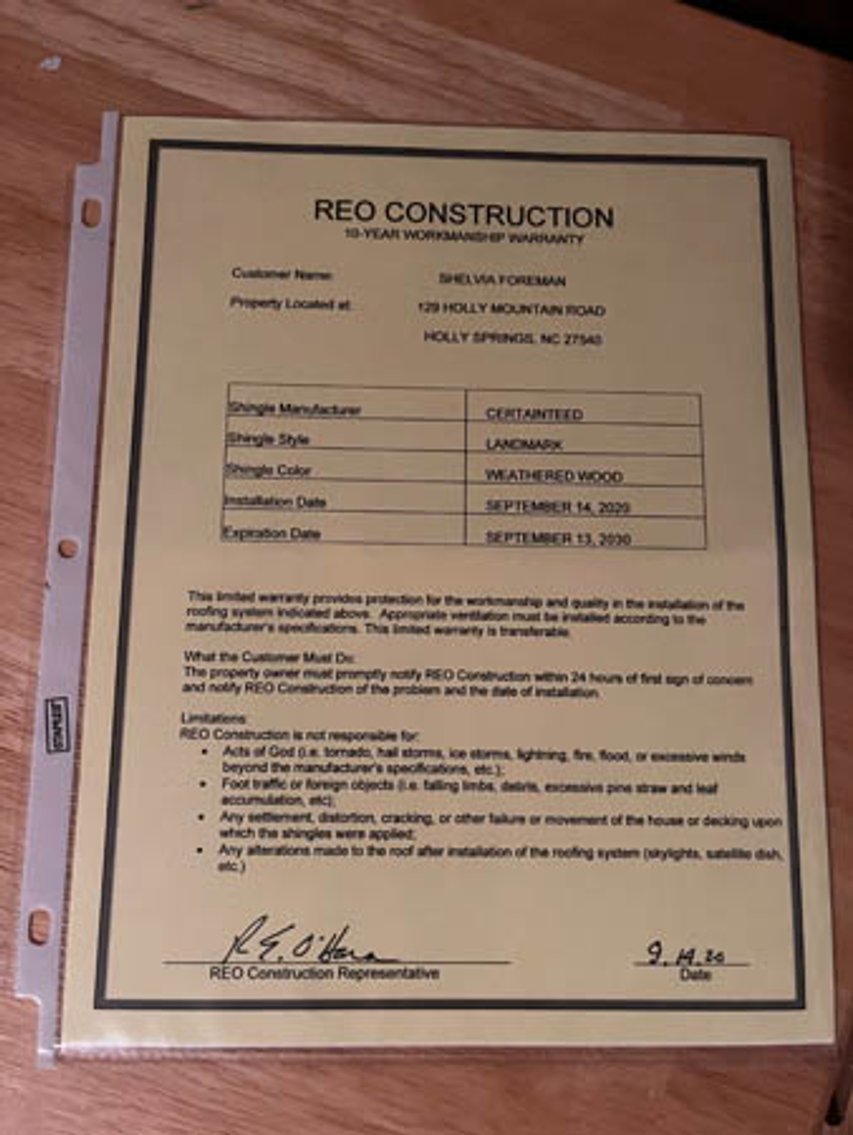 REO CONSTRUCTION
10-YEAR WORKMANSHIP WARRANTY
Customer Name: SHELVIA FOREMAN
Property Located at: 129 HOLLY MOUNTAIN ROAD
HOLLY SPRINGS, NC 27540
Shingle Manufacturer CERTAINTEED
Shingle Style LANDMARK
Shingle Color WEATHERED WOOD
Installation Date SEPTEMBER 14, 2020
Expiration Date SEPTEMBER 13, 2030
This limited warranty provides protection for the workmanship and quality in the installation of the
roofing system indicated above. Appropriate ventilation must be installed according to the
manufacturer's specifications. This limited warranty is transferable.
What the Customer Must Do:
The property owner must promptly notify REO Construction within 24 hours of first sign of concern
and notify REO Construction of the problem and the date of installation.
Limitations:
REO Construction is not responsible for:
• Acts of God (i.e. tornado, hail storms, ice storms, lightning, fire, flood, or excessive winds
beyond the manufacturer's specifications, etc.);
• Foot traffic or foreign objects (i.e. falling limbs, debris, excessive pine straw and leaf
accumulation, etc);
• Any settlement, distortion, cracking, or other failure or movement of the house or decking upon
which the shingles were applied;
• Any alterations made to the roof after installation of the roofing system (skylights, satellite dish,
etc.)
R.E. O'Hara 9.14.20
REO Construction Representative Date
STAPLES